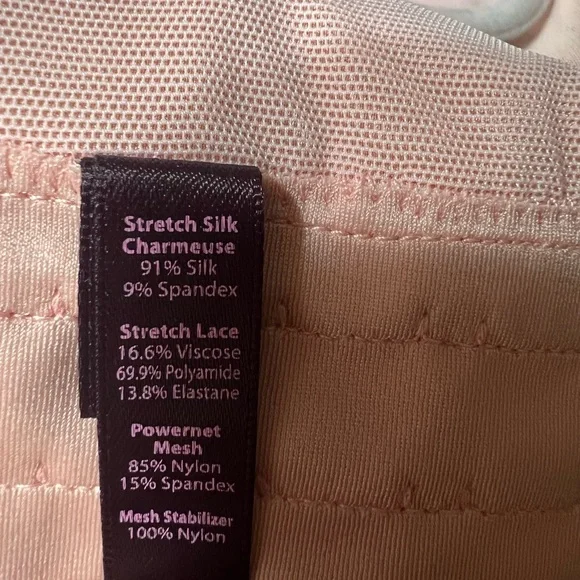 Stretch Silk
Charmeuse
91% Silk
9% Spandex
Stretch Lace
16.6% Viscose
69.9% Polyamide
13.8% Elastane
Powernet
Mesh
85% Nylon
15% Spandex
Mesh Stabilizer
100% Nylon